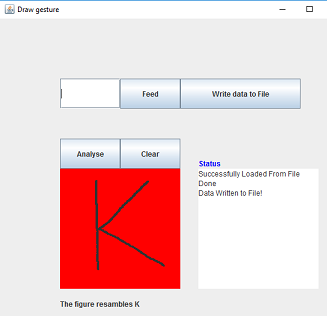 Draw gesture
Feed
Write data to File
Analyse
Clear
Status
Successfully Loaded From File
Done
Data Written to File!
K
The figure resambles K